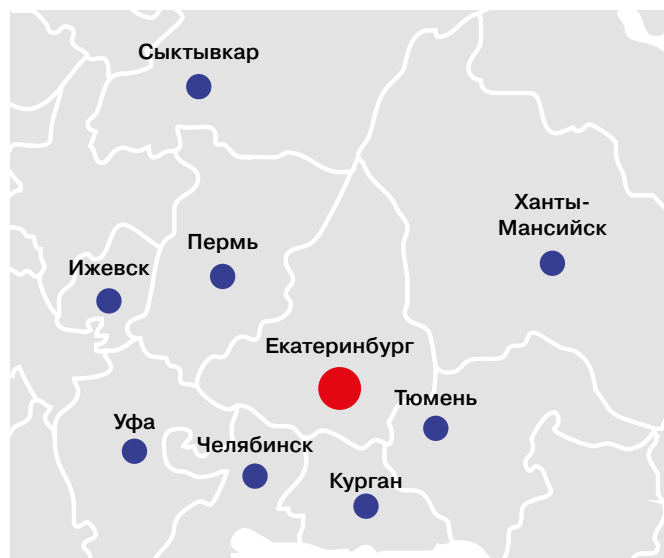 Сыктывкар
Ханты-
Мансийск
Пермь
Ижевск
Екатеринбург
Тюмень
Уфа
Челябинск
Курган